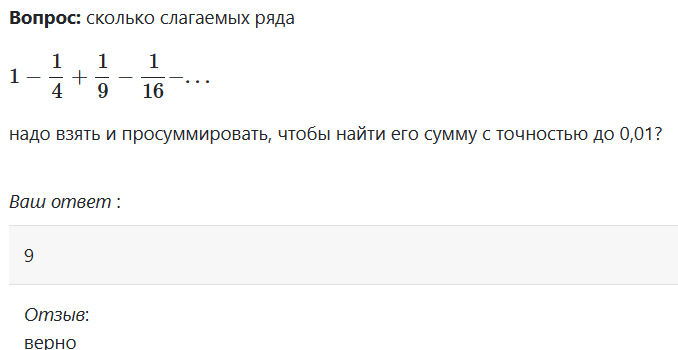 Вопрос: сколько слагаемых ряда
1 − 1/4 + 1/9 − 1/16 − ...
надо взять и просуммировать, чтобы найти его сумму с точностью до 0,01?
Ваш ответ :
9
Отзыв:
верно